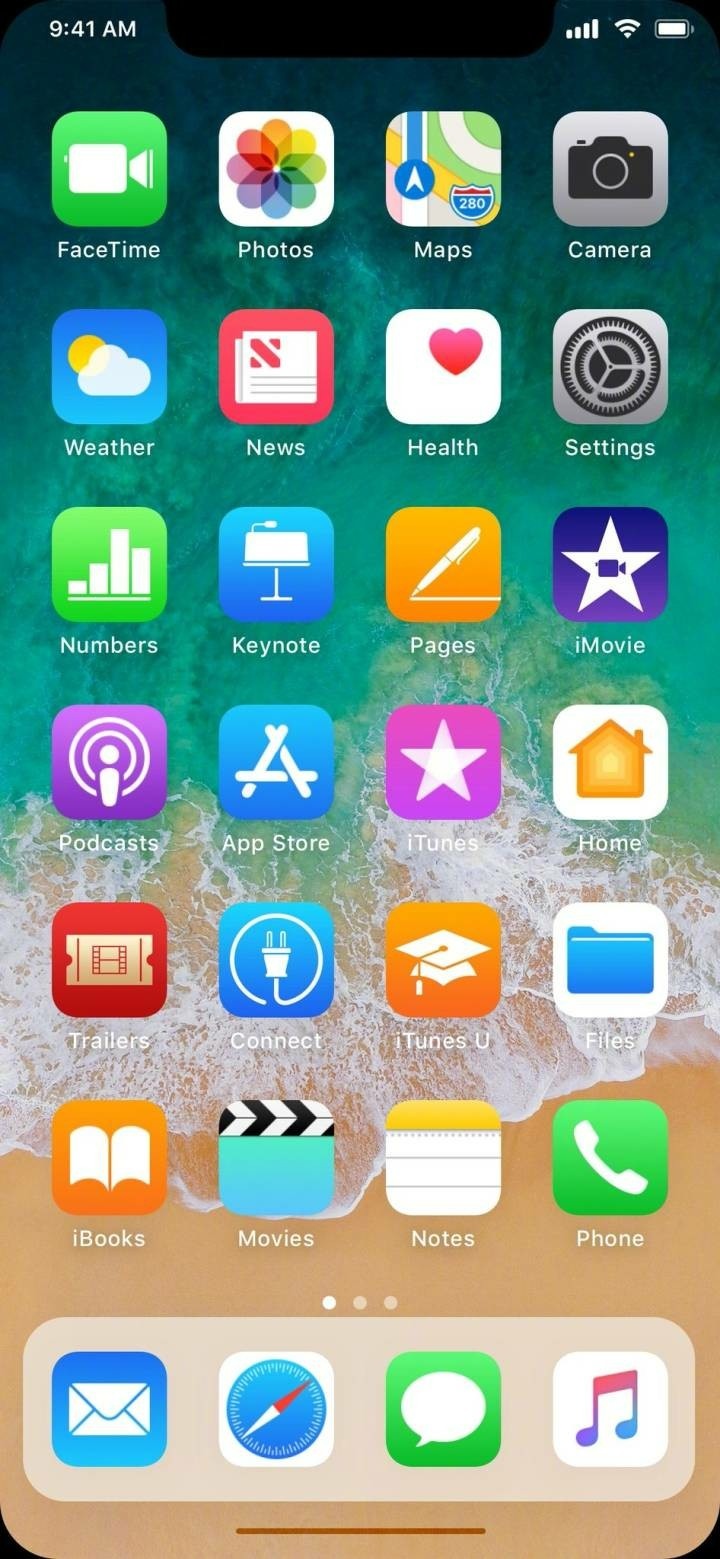 9:41 AM
280
FaceTime Photos Maps Camera
Weather News Health Settings
Numbers Keynote Pages iMovie
Podcasts App Store iTunes Home
Trailers Connect iTunes U Files
iBooks Movies Notes Phone